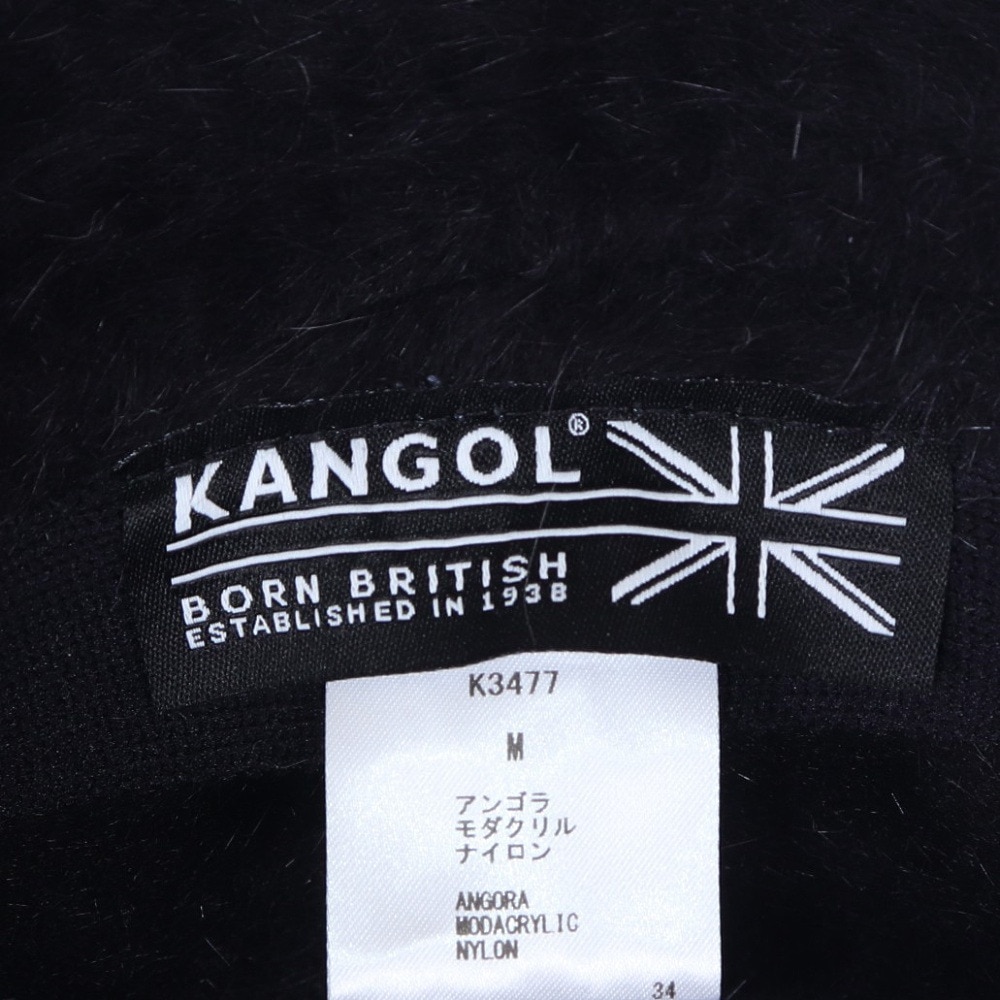 KANGOL®
BORN BRITISH
ESTABLISHED IN 1938
K3477
M
アンゴラ
モダクリル
ナイロン
ANGORA
MODACRYLIC
NYLON
34